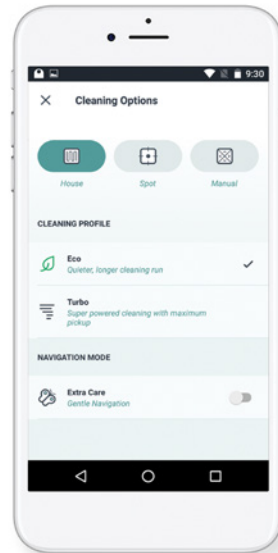 9:30
Cleaning Options
House
Spot
Manual
CLEANING PROFILE
Eco
Quieter, longer cleaning run
Turbo
Super powered cleaning with maximum
pickup
NAVIGATION MODE
Extra Care
Gentle Navigation